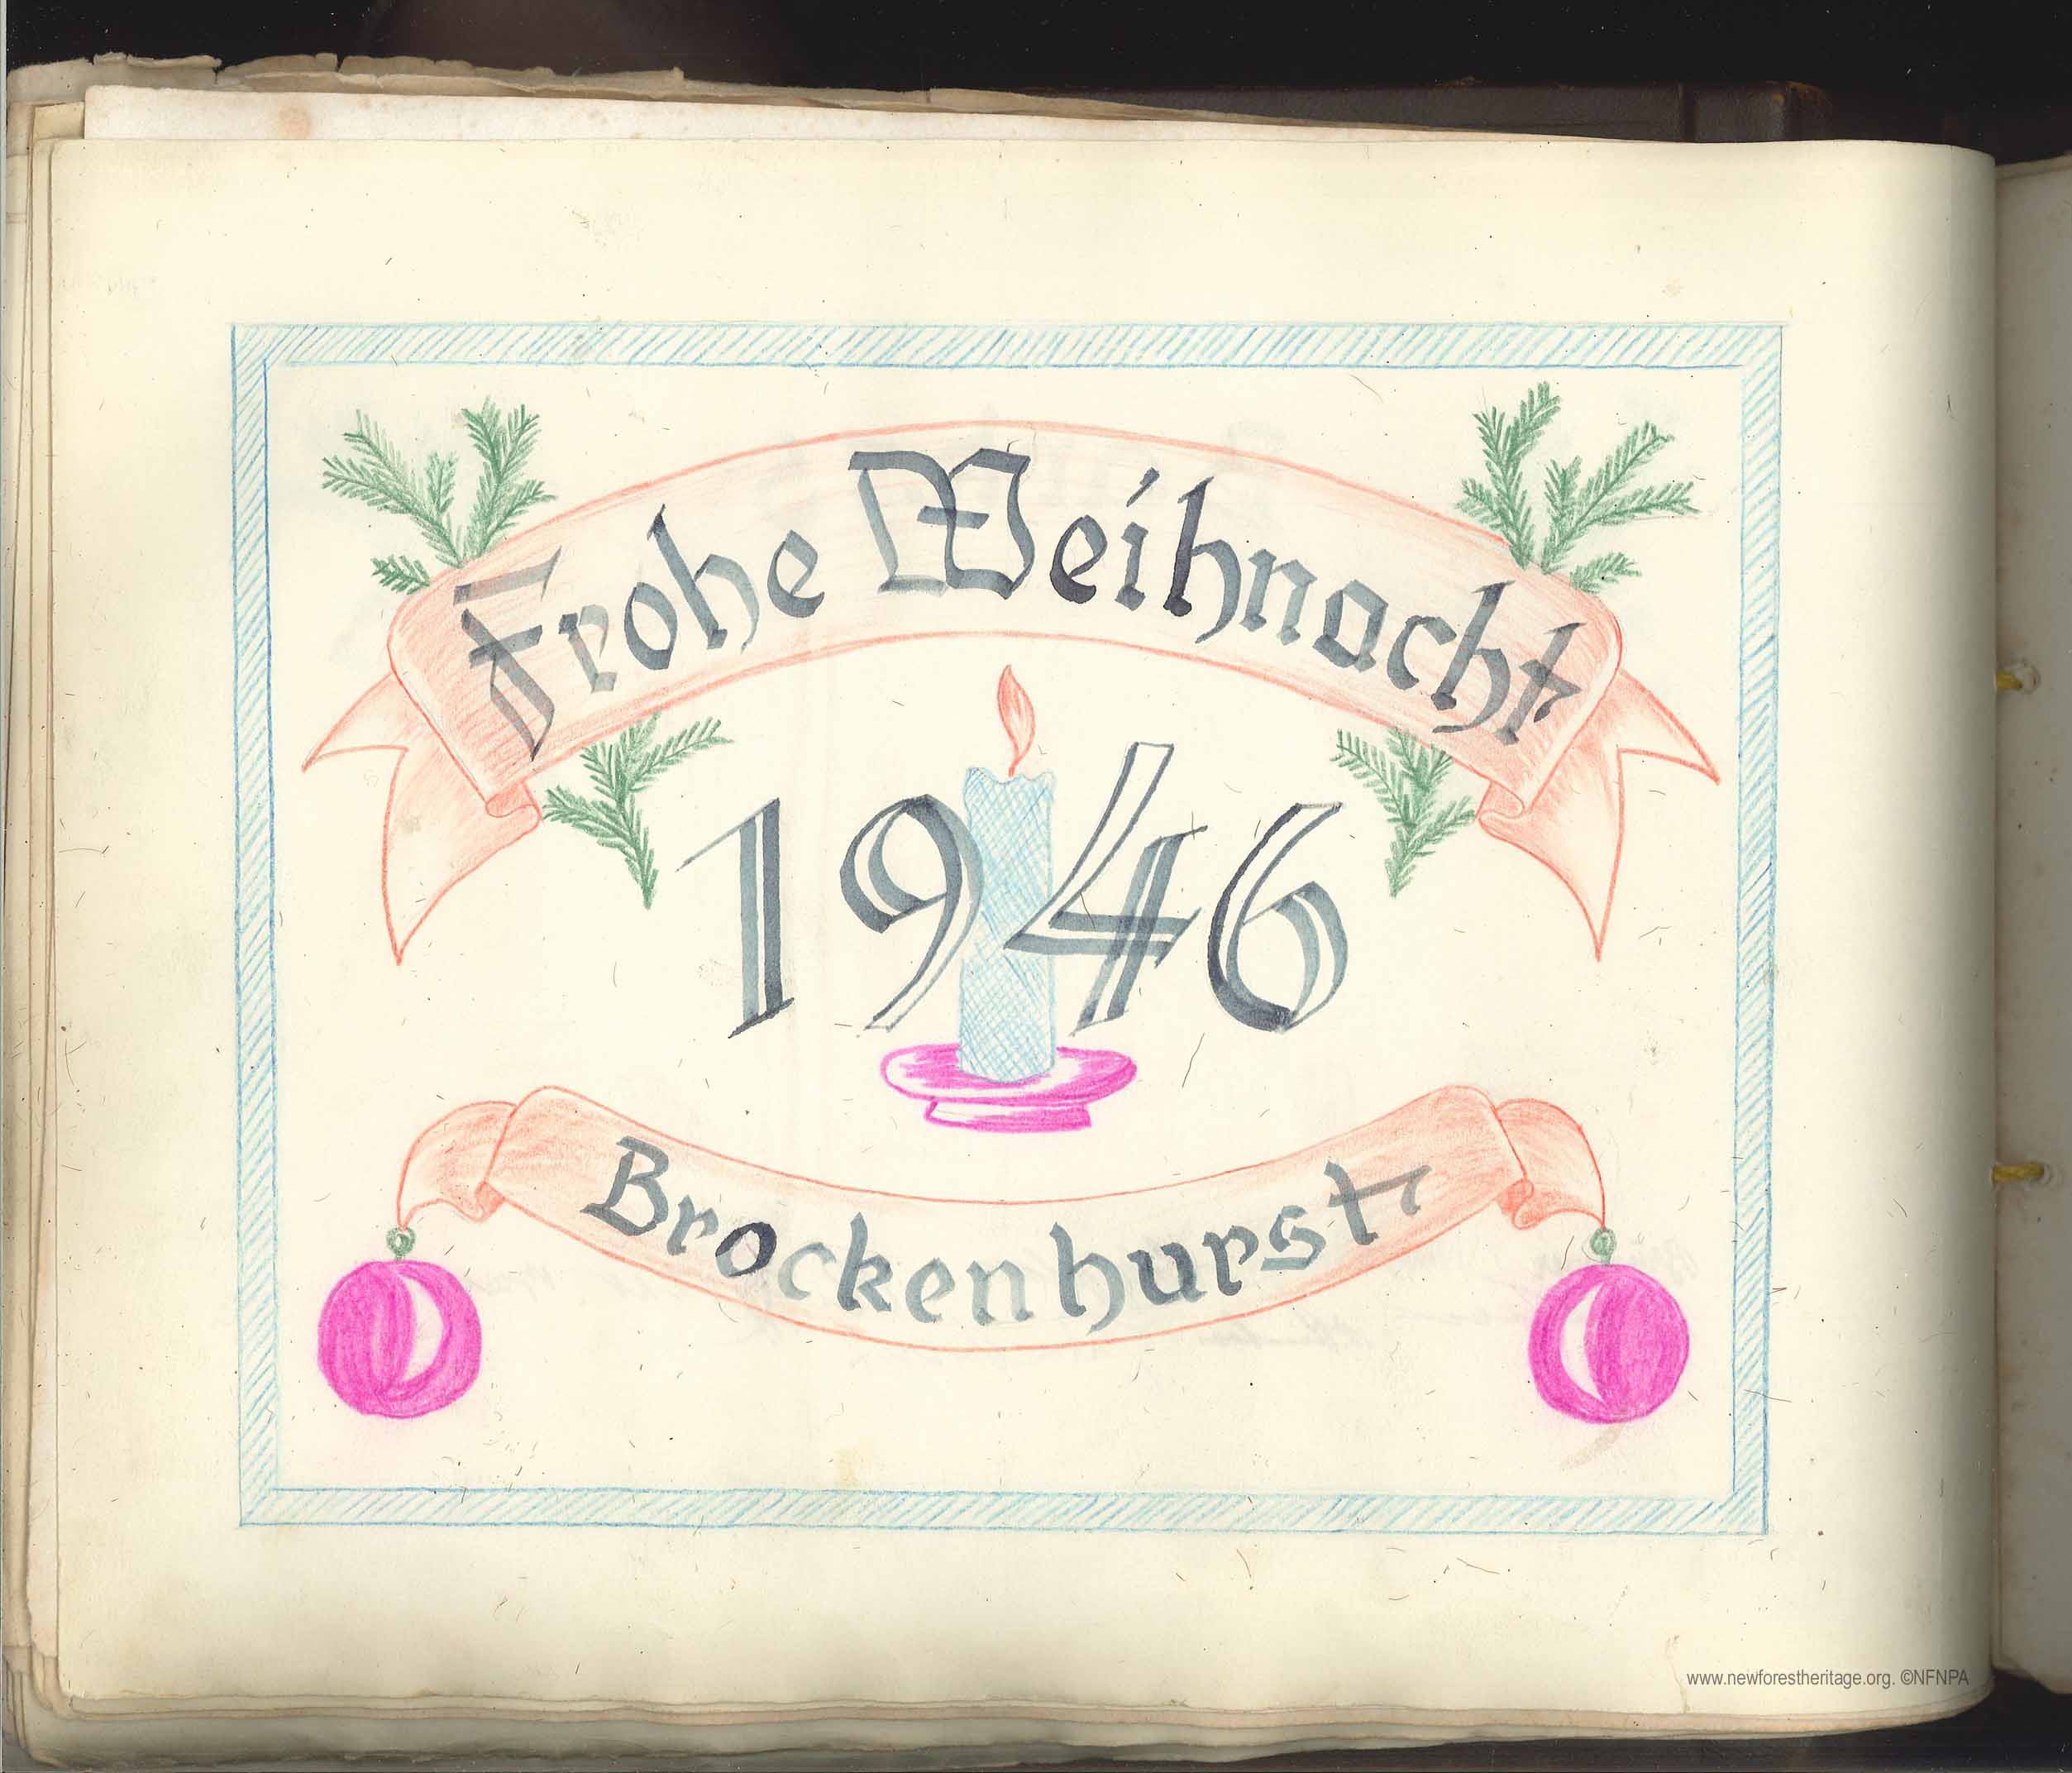 Frohe Weihnacht
1946
Brockenhurst
www.newforestheritage.org. ©NFNPA